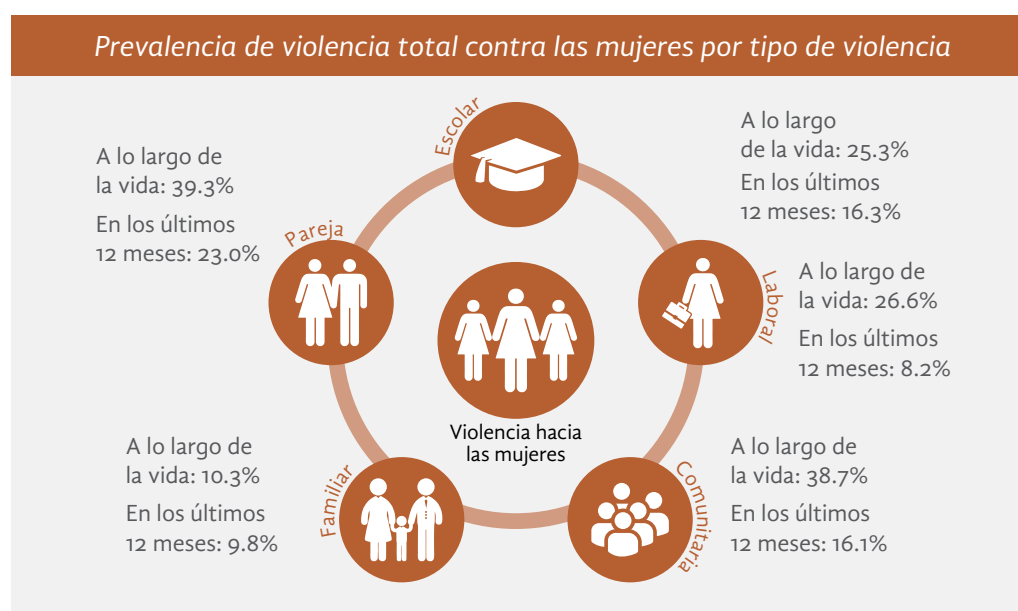 Prevalencia de violencia total contra las mujeres por tipo de violencia
Escolar
A lo largo
de la vida: 25.3%
En los últimos
12 meses: 16.3%
A lo largo de
la vida: 39.3%
En los últimos
12 meses: 23.0%
Pareja
Laboral
A lo largo de
la vida: 26.6%
En los últimos
12 meses: 8.2%
Violencia hacia
las mujeres
A lo largo de
la vida: 10.3%
En los últimos
12 meses: 9.8%
Familiar
Comunitaria
A lo largo de
la vida: 38.7%
En los últimos
12 meses: 16.1%